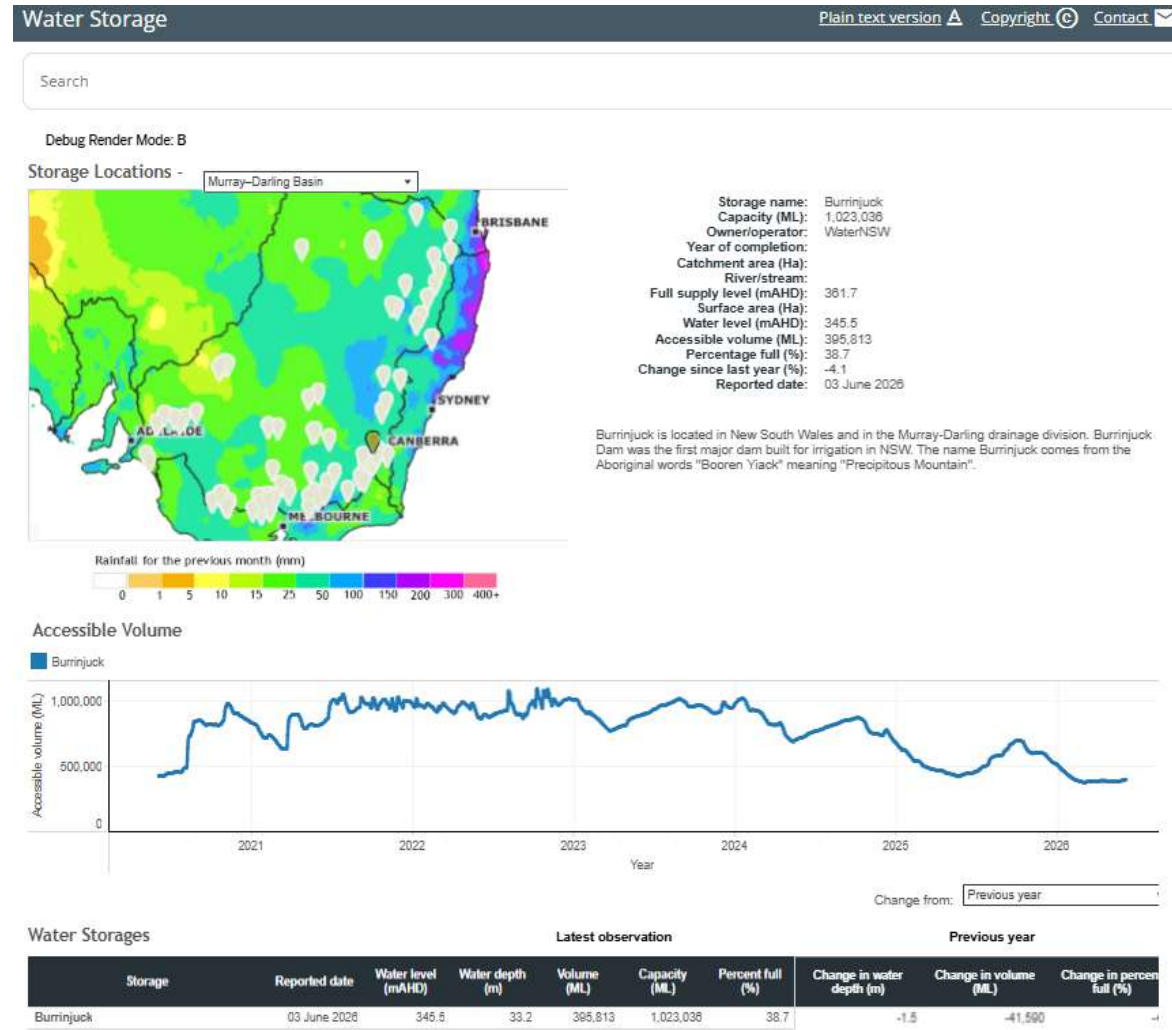 Water Storage
Plain text version A Copyright © Contact
Search
Debug Render Mode: B
Storage Locations -
Murray–Darling Basin
BRISBANE
SYDNEY
CANBERRA
Storage name: Burrinjuck
Capacity (ML): 1,023,036
Owner/operator: WaterNSW
Year of completion:
Catchment area (Ha):
River/stream:
Full supply level (mAHD): 361.7
Surface area (Ha):
Water level (mAHD): 345.5
Accessible volume (ML): 395,813
Percentage full (%): 38.7
Change since last year (%): -4.1
Reported date: 03 June 2026
Burrinjuck is located in New South Wales and in the Murray-Darling drainage division. Burrinjuck
Dam was the first major dam built for irrigation in NSW. The name Burrinjuck comes from the
Aboriginal words "Booren Yiack" meaning "Precipitous Mountain".
Rainfall for the previous month (mm)
0 1 5 10 15 25 50 100 150 200 300 400+
Accessible Volume
Burrinjuck
Accessible volume (ML)
1,000,000
500,000
0
2021 2022 2023 2024 2025 2026
Year
Change from: Previous year
Water Storages
Latest observation Previous year
Storage Reported date Water level (mAHD) Water depth (m) Volume (ML) Capacity (ML) Percent full (%) Change in water depth (m) Change in volume (ML) Change in percen full (%)
Burrinjuck 03 June 2026 345.5 33.2 395,813 1,023,036 38.7 -1.5 -41,590